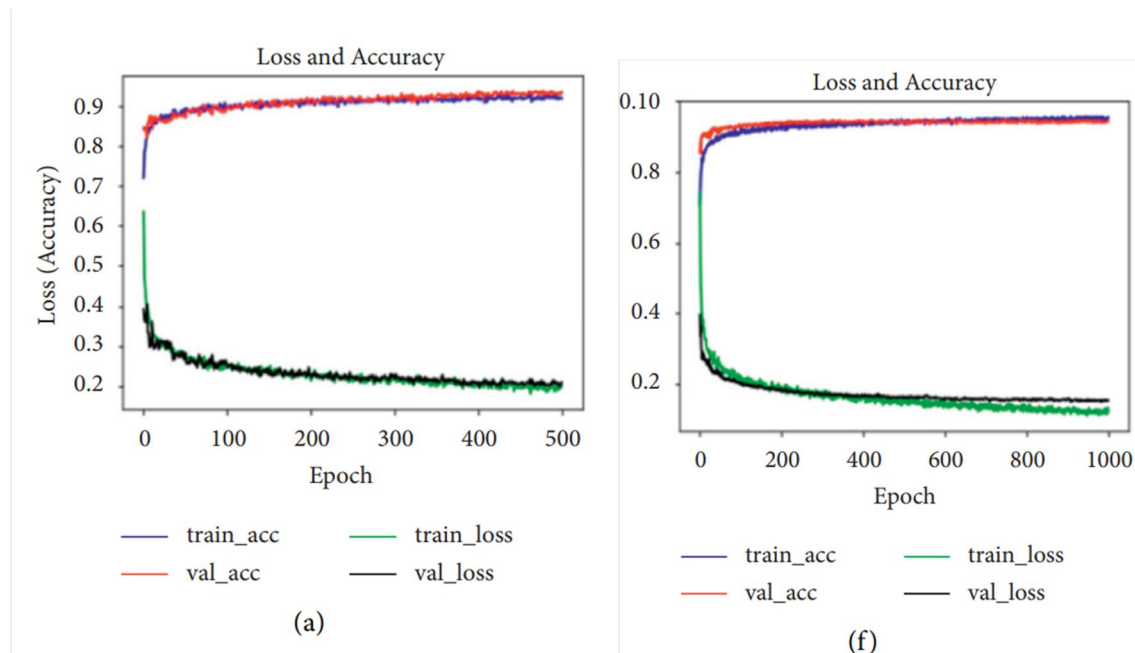 Loss and Accuracy
0.9
0.8
0.7
0.6
0.5
0.4
0.3
0.2
Loss (Accuracy)
0 100 200 300 400 500
Epoch
train_acc train_loss
val_acc val_loss
(a)
Loss and Accuracy
0.10
0.8
0.6
0.4
0.2
0 200 400 600 800 1000
Epoch
train_acc train_loss
val_acc val_loss
(f)